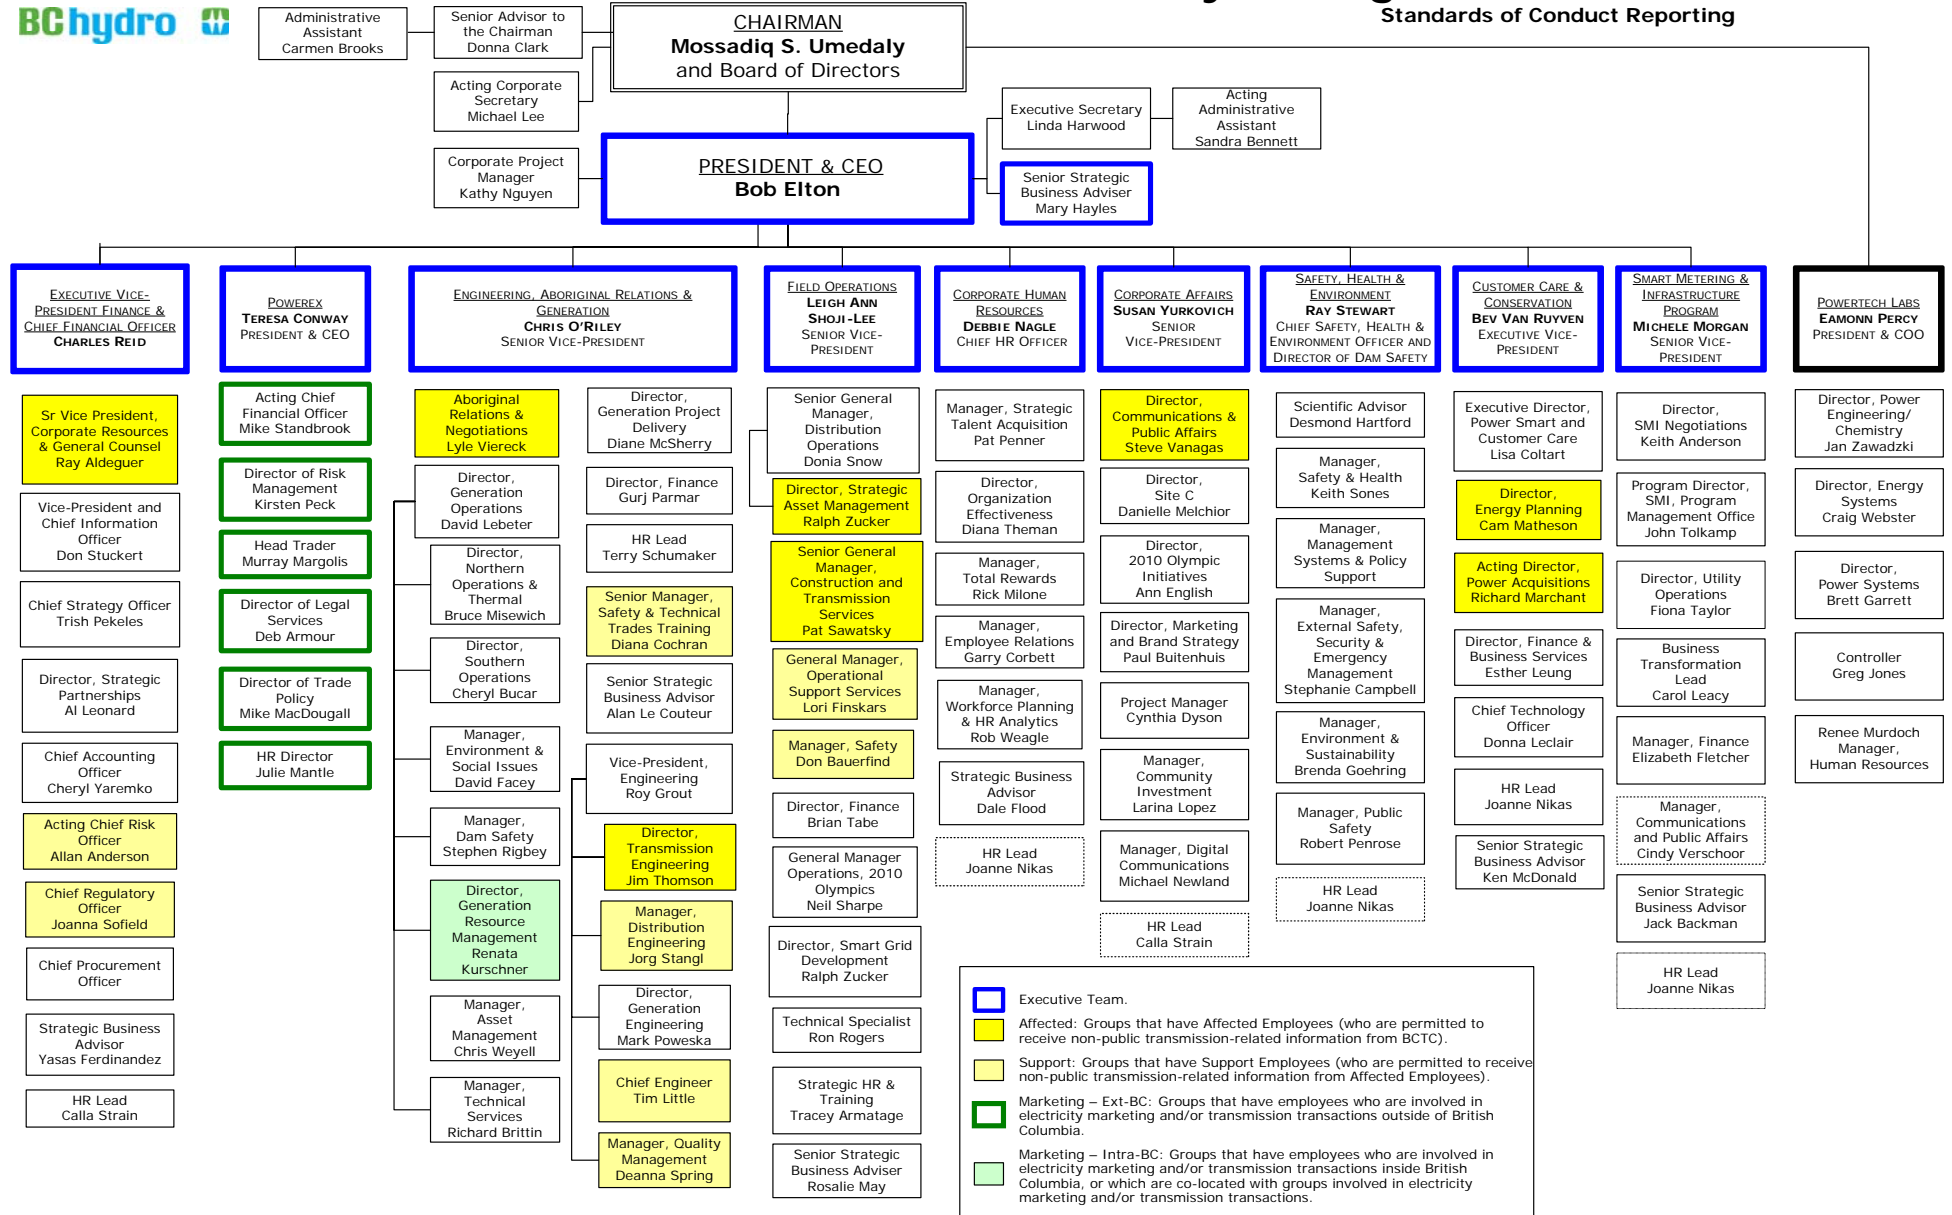 BChydro
Standards of Conduct Reporting
Administrative
Assistant
Carmen Brooks
Senior Advisor to
the Chairman
Donna Clark
CHAIRMAN
Mossadiq S. Umedaly
and Board of Directors
Acting Corporate
Secretary
Michael Lee
Executive Secretary
Linda Harwood
Acting
Administrative
Assistant
Sandra Bennett
Corporate Project
Manager
Kathy Nguyen
PRESIDENT & CEO
Bob Elton
Senior Strategic
Business Adviser
Mary Hayles
EXECUTIVE VICE-
PRESIDENT FINANCE &
CHIEF FINANCIAL OFFICER
CHARLES REID
Sr Vice President,
Corporate Resources
& General Counsel
Ray Aldeguer
Vice-President and
Chief Information
Officer
Don Stuckert
Chief Strategy Officer
Trish Pekeles
Director, Strategic
Partnerships
Al Leonard
Chief Accounting
Officer
Cheryl Yaremko
Acting Chief Risk
Officer
Allan Anderson
Chief Regulatory
Officer
Joanna Sofield
Chief Procurement
Officer
Strategic Business
Advisor
Yasas Ferdinandez
HR Lead
Calla Strain
POWEREX
TERESA CONWAY
PRESIDENT & CEO
Acting Chief
Financial Officer
Mike Standbrook
Director of Risk
Management
Kirsten Peck
Head Trader
Murray Margolis
Director of Legal
Services
Deb Armour
Director of Trade
Policy
Mike MacDougall
HR Director
Julie Mantle
ENGINEERING, ABORIGINAL RELATIONS &
GENERATION
CHRIS O'RILEY
SENIOR VICE-PRESIDENT
Aboriginal
Relations &
Negotiations
Lyle Viereck
Director,
Generation
Operations
David Lebeter
Director,
Northern
Operations &
Thermal
Bruce Misewich
Director,
Southern
Operations
Cheryl Bucar
Manager,
Environment &
Social Issues
David Facey
Manager,
Dam Safety
Stephen Rigbey
Director,
Generation
Resource
Management
Renata
Kurschner
Manager,
Asset
Management
Chris Weyell
Manager,
Technical
Services
Richard Brittin
Director,
Generation Project
Delivery
Diane McSherry
Director, Finance
Gurj Parmar
HR Lead
Terry Schumaker
Senior Manager,
Safety & Technical
Trades Training
Diana Cochran
Senior Strategic
Business Advisor
Alan Le Couteur
Vice-President,
Engineering
Roy Grout
Director,
Transmission
Engineering
Jim Thomson
Manager,
Distribution
Engineering
Jorg Stangl
Director,
Generation
Engineering
Mark Poweska
Chief Engineer
Tim Little
Manager, Quality
Management
Deanna Spring
FIELD OPERATIONS
LEIGH ANN
SHOJI-LEE
SENIOR VICE-
PRESIDENT
Senior General
Manager,
Distribution
Operations
Donia Snow
Director, Strategic
Asset Management
Ralph Zucker
Senior General
Manager,
Construction and
Transmission
Services
Pat Sawatsky
General Manager,
Operational
Support Services
Lori Finskars
Manager, Safety
Don Bauerfind
Director, Finance
Brian Tabe
General Manager
Operations, 2010
Olympics
Neil Sharpe
Director, Smart Grid
Development
Ralph Zucker
Technical Specialist
Ron Rogers
Strategic HR &
Training
Tracey Armatage
Senior Strategic
Business Adviser
Rosalie May
CORPORATE HUMAN
RESOURCES
DEBBIE NAGLE
CHIEF HR OFFICER
Manager, Strategic
Talent Acquisition
Pat Penner
Director,
Organization
Effectiveness
Diana Theman
Manager,
Total Rewards
Rick Milone
Manager,
Employee Relations
Garry Corbett
Manager,
Workforce Planning
& HR Analytics
Rob Weagle
Strategic Business
Advisor
Dale Flood
HR Lead
Joanne Nikas
CORPORATE AFFAIRS
SUSAN YURKOVICH
SENIOR
VICE-PRESIDENT
Director,
Communications &
Public Affairs
Steve Vanagas
Director,
Site C
Danielle Melchior
Director,
2010 Olympic
Initiatives
Ann English
Director, Marketing
and Brand Strategy
Paul Buitenhuis
Project Manager
Cynthia Dyson
Manager,
Community
Investment
Larina Lopez
Manager, Digital
Communications
Michael Newland
HR Lead
Calla Strain
SAFETY, HEALTH &
ENVIRONMENT
RAY STEWART
CHIEF SAFETY, HEALTH &
ENVIRONMENT OFFICER AND
DIRECTOR OF DAM SAFETY
Scientific Advisor
Desmond Hartford
Manager,
Safety & Health
Keith Sones
Manager,
Management
Systems & Policy
Support
Manager,
External Safety,
Security &
Emergency
Management
Stephanie Campbell
Manager,
Environment &
Sustainability
Brenda Goehring
Manager, Public
Safety
Robert Penrose
HR Lead
Joanne Nikas
CUSTOMER CARE &
CONSERVATION
BEV VAN RUYVEN
EXECUTIVE VICE-
PRESIDENT
Executive Director,
Power Smart and
Customer Care
Lisa Coltart
Director,
Energy Planning
Cam Matheson
Acting Director,
Power Acquisitions
Richard Marchant
Director, Finance &
Business Services
Esther Leung
Chief Technology
Officer
Donna Leclair
HR Lead
Joanne Nikas
Senior Strategic
Business Advisor
Ken McDonald
SMART METERING &
INFRASTRUCTURE
PROGRAM
MICHELE MORGAN
SENIOR VICE-
PRESIDENT
Director,
SMI Negotiations
Keith Anderson
Program Director,
SMI, Program
Management Office
John Tolkamp
Director, Utility
Operations
Fiona Taylor
Business
Transformation
Lead
Carol Leacy
Manager, Finance
Elizabeth Fletcher
Manager,
Communications
and Public Affairs
Cindy Verschoor
Senior Strategic
Business Advisor
Jack Backman
HR Lead
Joanne Nikas
POWERTECH LABS
EAMONN PERCY
PRESIDENT & COO
Director, Power
Engineering/
Chemistry
Jan Zawadzki
Director, Energy
Systems
Craig Webster
Director,
Power Systems
Brett Garrett
Controller
Greg Jones
Renee Murdoch
Manager,
Human Resources
Executive Team.
Affected: Groups that have Affected Employees (who are permitted to
receive non-public transmission-related information from BCTC).
Support: Groups that have Support Employees (who are permitted to receive
non-public transmission-related information from Affected Employees).
Marketing – Ext-BC: Groups that have employees who are involved in
electricity marketing and/or transmission transactions outside of British
Columbia.
Marketing – Intra-BC: Groups that have employees who are involved in
electricity marketing and/or transmission transactions inside British
Columbia, or which are co-located with groups involved in electricity
marketing and/or transmission transactions.